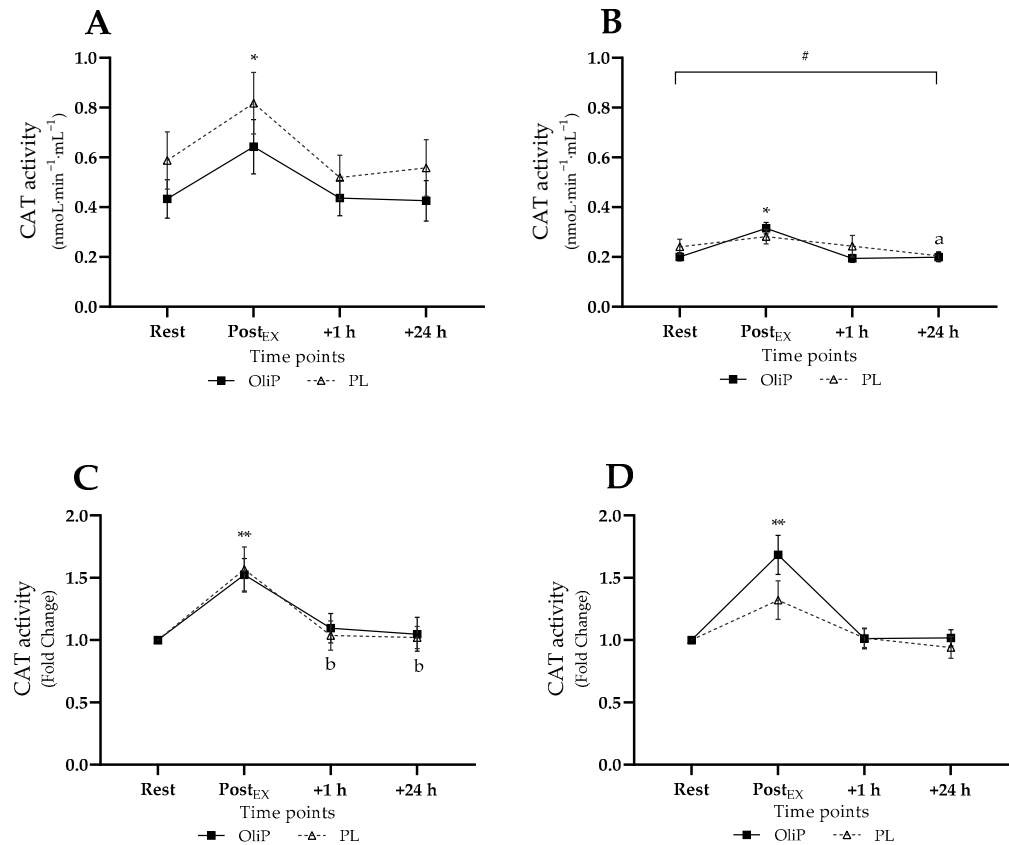 A
1.0
0.8
0.6
0.4
0.2
0.0
CAT activity
(nmoL·min⁻¹·mL⁻¹)
*
Rest
PostEX
+1 h
+24 h
Time points
OliP
PL
B
1.0
0.8
0.6
0.4
0.2
0.0
CAT activity
(nmoL·min⁻¹·mL⁻¹)
#
*
a
Rest
PostEX
+1 h
+24 h
Time points
OliP
PL
C
2.0
1.5
1.0
0.5
0.0
CAT activity
(Fold Change)
**
b
b
Rest
PostEX
+1 h
+24 h
Time points
OliP
PL
D
2.0
1.5
1.0
0.5
0.0
CAT activity
(Fold Change)
**
Rest
PostEX
+1 h
+24 h
Time points
OliP
PL